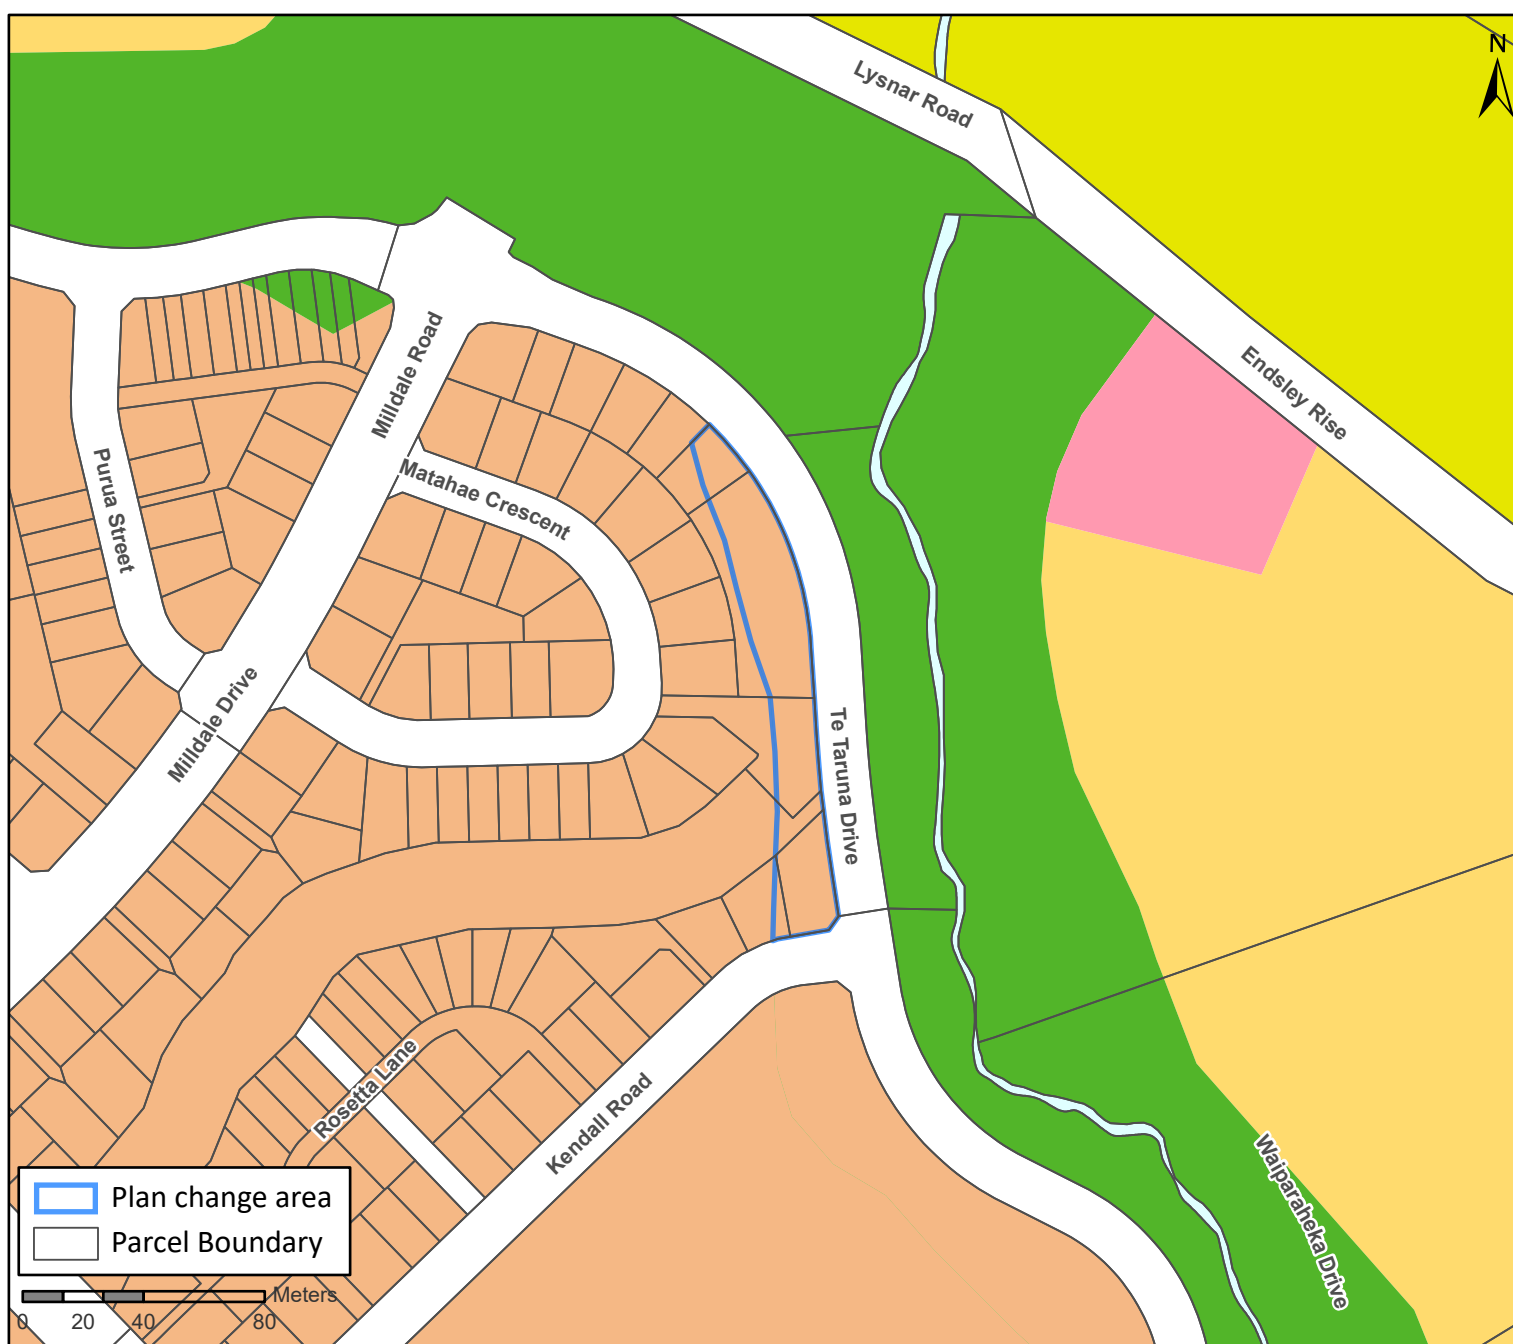 N
Lysnar Road
Endsley Rise
Milldale Road
Matahae Crescent
Purua Street
Milldale Drive
Te Taruna Drive
Rosetta Lane
Kendall Road
Waiparaheka Drive
Plan change area
Parcel Boundary
Meters
0 20 40 80